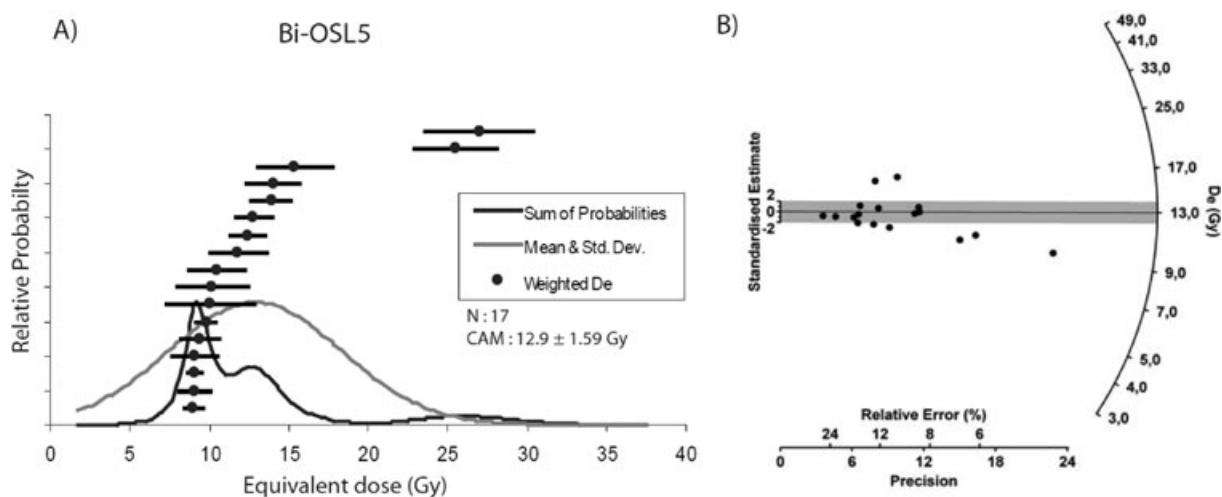 A)
Bi-OSL5
Relative Probabilty
Sum of Probabilities
Mean & Std. Dev.
Weighted De
N : 17
CAM : 12.9 ± 1.59 Gy
0 5 10 15 20 25 30 35 40
Equivalent dose (Gy)
B)
49,0
41,0
33,0
25,0
17,0
13,0
9,0
7,0
5,0
4,0
3,0
De (Gy)
Standardised Estimate
2
0
-2
Relative Error (%)
24 12 8 6
0 6 12 18 24
Precision